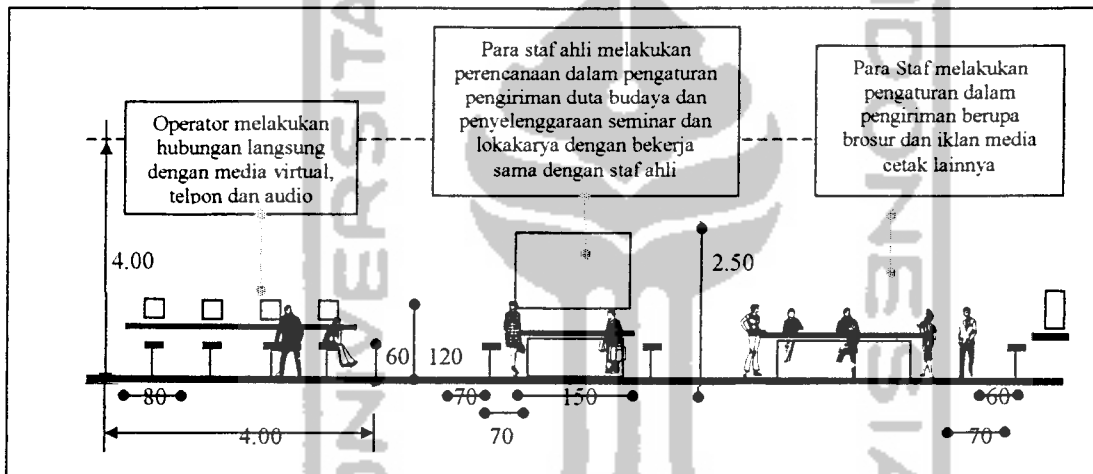 Operator melakukan
hubungan langsung
dengan media virtual,
telpon dan audio
Para staf ahli melakukan
perencanaan dalam pengaturan
pengiriman duta budaya dan
penyelenggaraan seminar dan
lokakarya dengan bekerja
sama dengan staf ahli
Para Staf melakukan
pengaturan dalam
pengiriman berupa
brosur dan iklan media
cetak lainnya
4.00
2.50
60
120
80
70
150
60
4.00
70
70